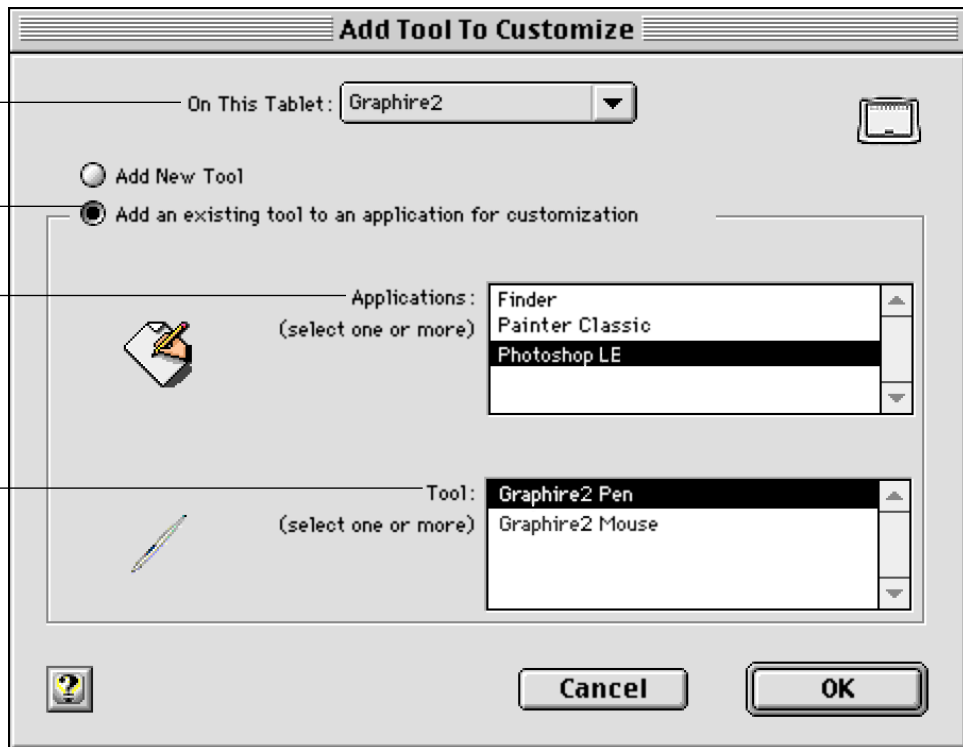 Add Tool To Customize
On This Tablet: Graphire2
Add New Tool
Add an existing tool to an application for customization
Applications:
(select one or more)
Finder
Painter Classic
Photoshop LE
Tool:
(select one or more)
Graphire2 Pen
Graphire2 Mouse
?
Cancel
OK